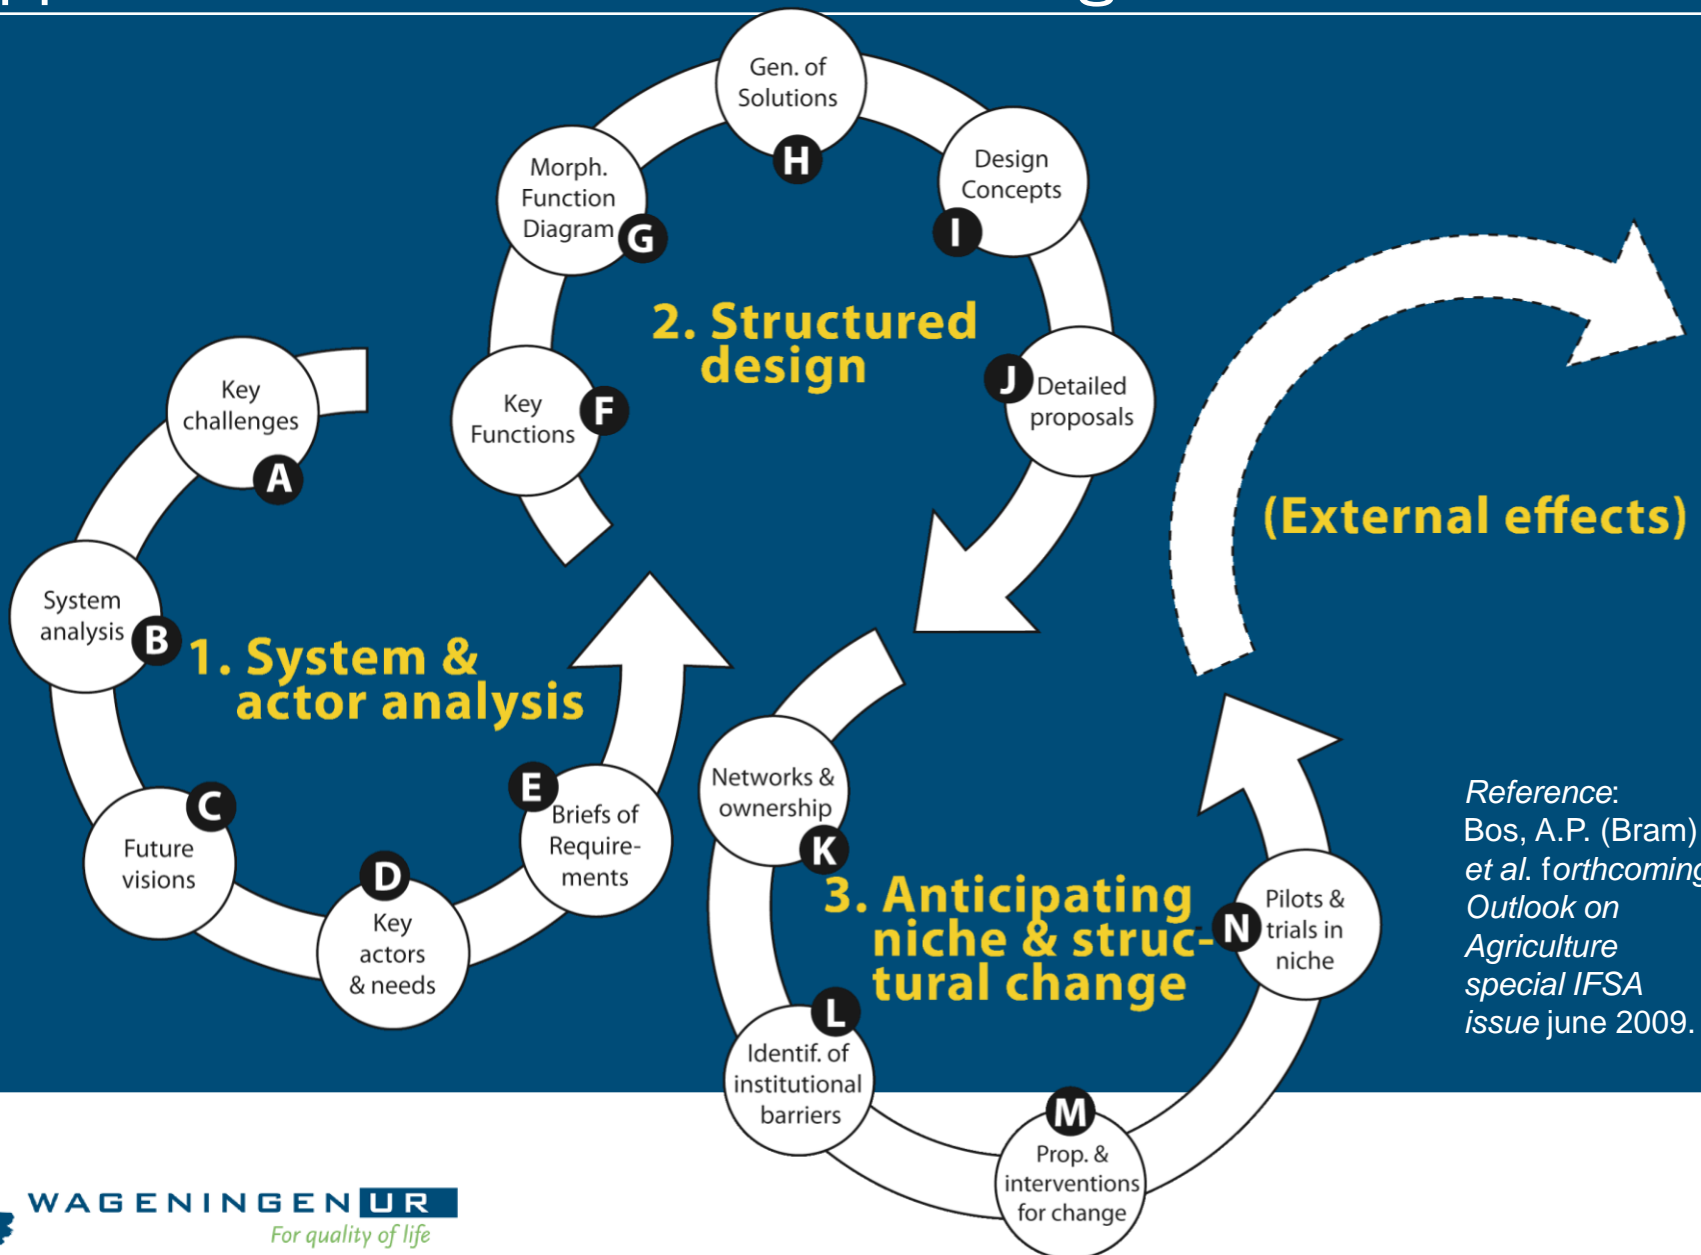 Gen. of
Solutions
H
Morph.
Function
Diagram
G
Design
Concepts
I
2. Structured
design
Key
challenges
A
Key
Functions
F
J
Detailed
proposals
(External effects)
System
analysis
B
1. System &
actor analysis
C
Future
visions
D
Key
actors
& needs
E
Briefs of
Require-
ments
Networks &
ownership
K
3. Anticipating
niche & struc-
tural change
N
Pilots &
trials in
niche
L
Identif. of
institutional
barriers
M
Prop. &
interventions
for change
Reference:
Bos, A.P. (Bram)
et al. forthcoming
Outlook on
Agriculture
special IFSA
issue june 2009.
WAGENINGEN UR
For quality of life